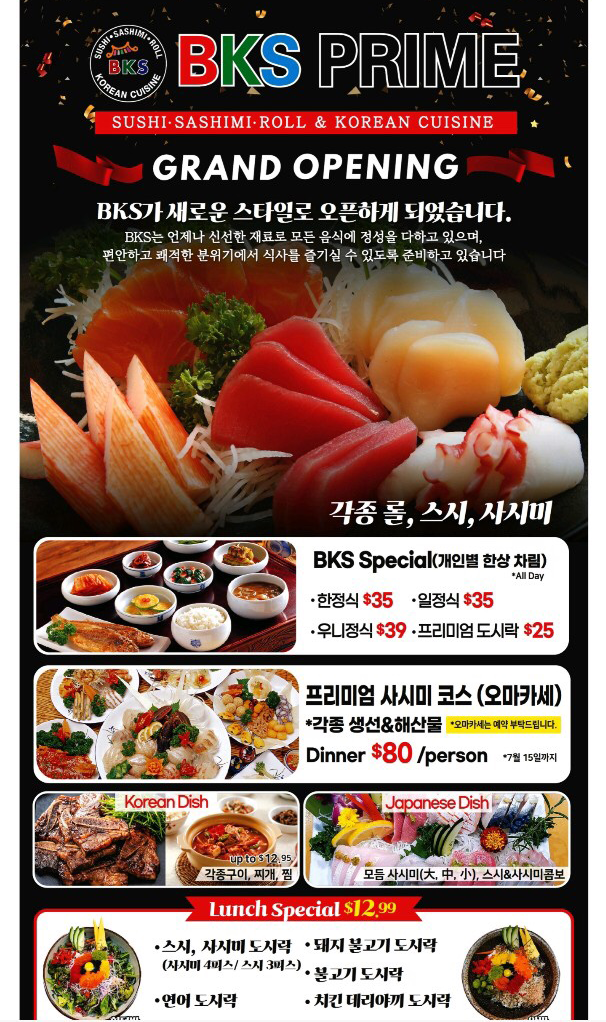 SUSHI•SASHIMI•ROLL
BKS
KOREAN CUISINE
BKS PRIME
SUSHI·SASHIMI·ROLL & KOREAN CUISINE
GRAND OPENING
BKS가 새로운 스타일로 오픈하게 되었습니다.
BKS는 언제나 신선한 재료로 모든 음식에 정성을 다하고 있으며,
편안하고 쾌적한 분위기에서 식사를 즐기실 수 있도록 준비하고 있습니다
각종 롤, 스시, 사시미
BKS Special(개인별 한상 차림)
*All Day
·한정식 $35 ·일정식 $35
·우니정식 $39 ·프리미엄 도시락 $25
프리미엄 사시미 코스 (오마카세)
*각종 생선&해산물 *오마카세는 예약 부탁드립니다.
Dinner $80 /person *7월 15일까지
Korean Dish
up to $12.95
각종구이, 찌개, 찜
Japanese Dish
모듬 사시미(大, 中, 小), 스시&사시미콤보
Lunch Special $12.99
·스시, 사시미 도시락
(사시미 4피스/ 스시 3피스)
·연어 도시락
·돼지 불고기 도시락
·불고기 도시락
·치킨 데리야끼 도시락